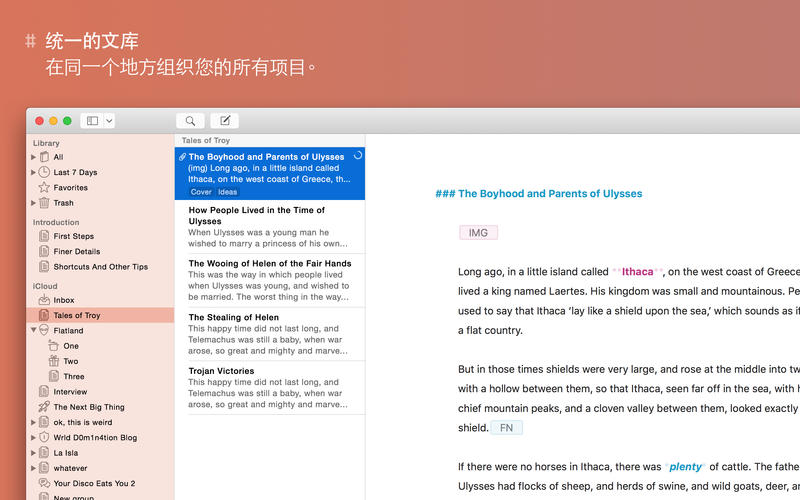 # 统一的文库
在同一个地方组织您的所有项目。
Library
All
Last 7 Days
Favorites
Trash
Introduction
First Steps
Finer Details
Shortcuts And Other Tips
iCloud
Inbox
Tales of Troy
Flatland
One
Two
Three
Interview
The Next Big Thing
ok, this is weird
Wrld D0m1n4tion Blog
La Isla
whatever
Your Disco Eats You 2
New group
Tales of Troy
The Boyhood and Parents of Ulysses
(img) Long ago, in a little island called
Ithaca, on the west coast of Greece, th...
Cover Ideas
How People Lived in the Time of
Ulysses
When Ulysses was a young man he
wished to marry a princess of his own...
The Wooing of Helen of the Fair Hands
This was the way in which people lived
when Ulysses was young, and wished to
be married. The worst thing in the way...
The Stealing of Helen
This happy time did not last long, and
Telemachus was still a baby, when war
arose, so great and mighty and marve...
Trojan Victories
This happy time did not last long, and
Telemachus was still a baby, when war
arose, so great and mighty and marve...
### The Boyhood and Parents of Ulysses
IMG
Long ago, in a little island called **Ithaca**, on the west coast of Greece
lived a king named Laertes. His kingdom was small and mountainous. Pe
used to say that Ithaca ‘lay like a shield upon the sea,’ which sounds as if
a flat country.
But in those times shields were very large, and rose at the middle into tw
with a hollow between them, so that Ithaca, seen far off in the sea, with h
chief mountain peaks, and a cloven valley between them, looked exactly
shield. FN
If there were no horses in Ithaca, there was *plenty* of cattle. The fathe
Ulysses had flocks of sheep, and herds of swine, and wild goats, deer, a